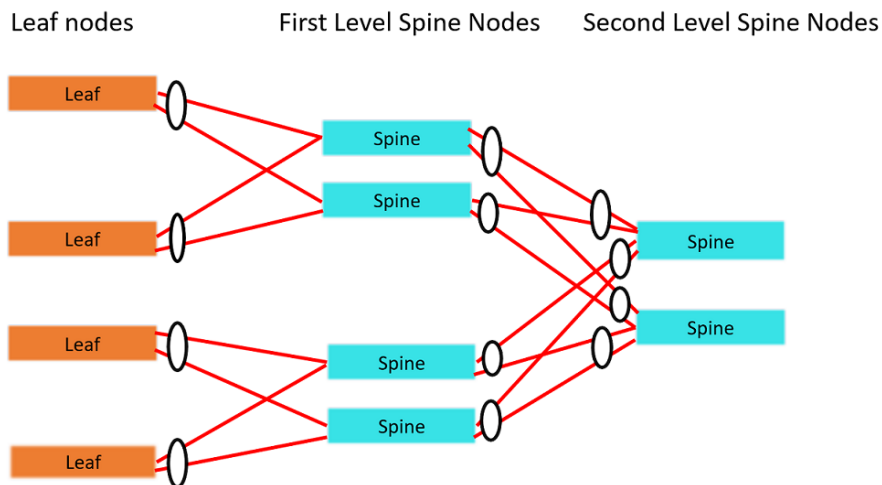 Leaf nodes
First Level Spine Nodes
Second Level Spine Nodes
Leaf
Spine
Spine
Leaf
Spine
Spine
Leaf
Spine
Spine
Leaf